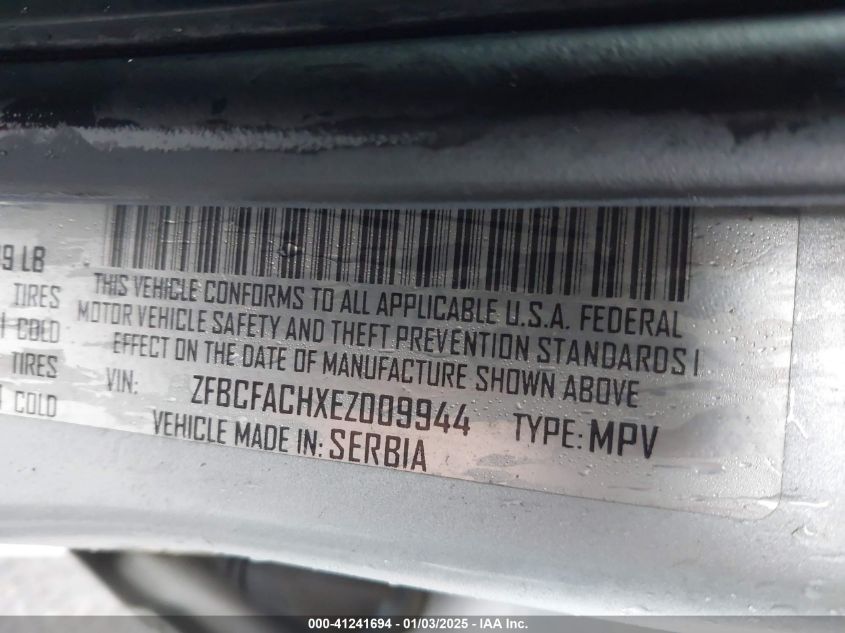 9 LB
TIRES
COLD
TIRES
COLD
THIS VEHICLE CONFORMS TO ALL APPLICABLE U.S.A. FEDERAL
MOTOR VEHICLE SAFETY AND THEFT PREVENTION STANDARDS I
EFFECT ON THE DATE OF MANUFACTURE SHOWN ABOVE
VIN: ZFBCFACHXEZ009944 TYPE: MPV
VEHICLE MADE IN: SERBIA
000-41241694 - 01/03/2025 - IAA Inc.